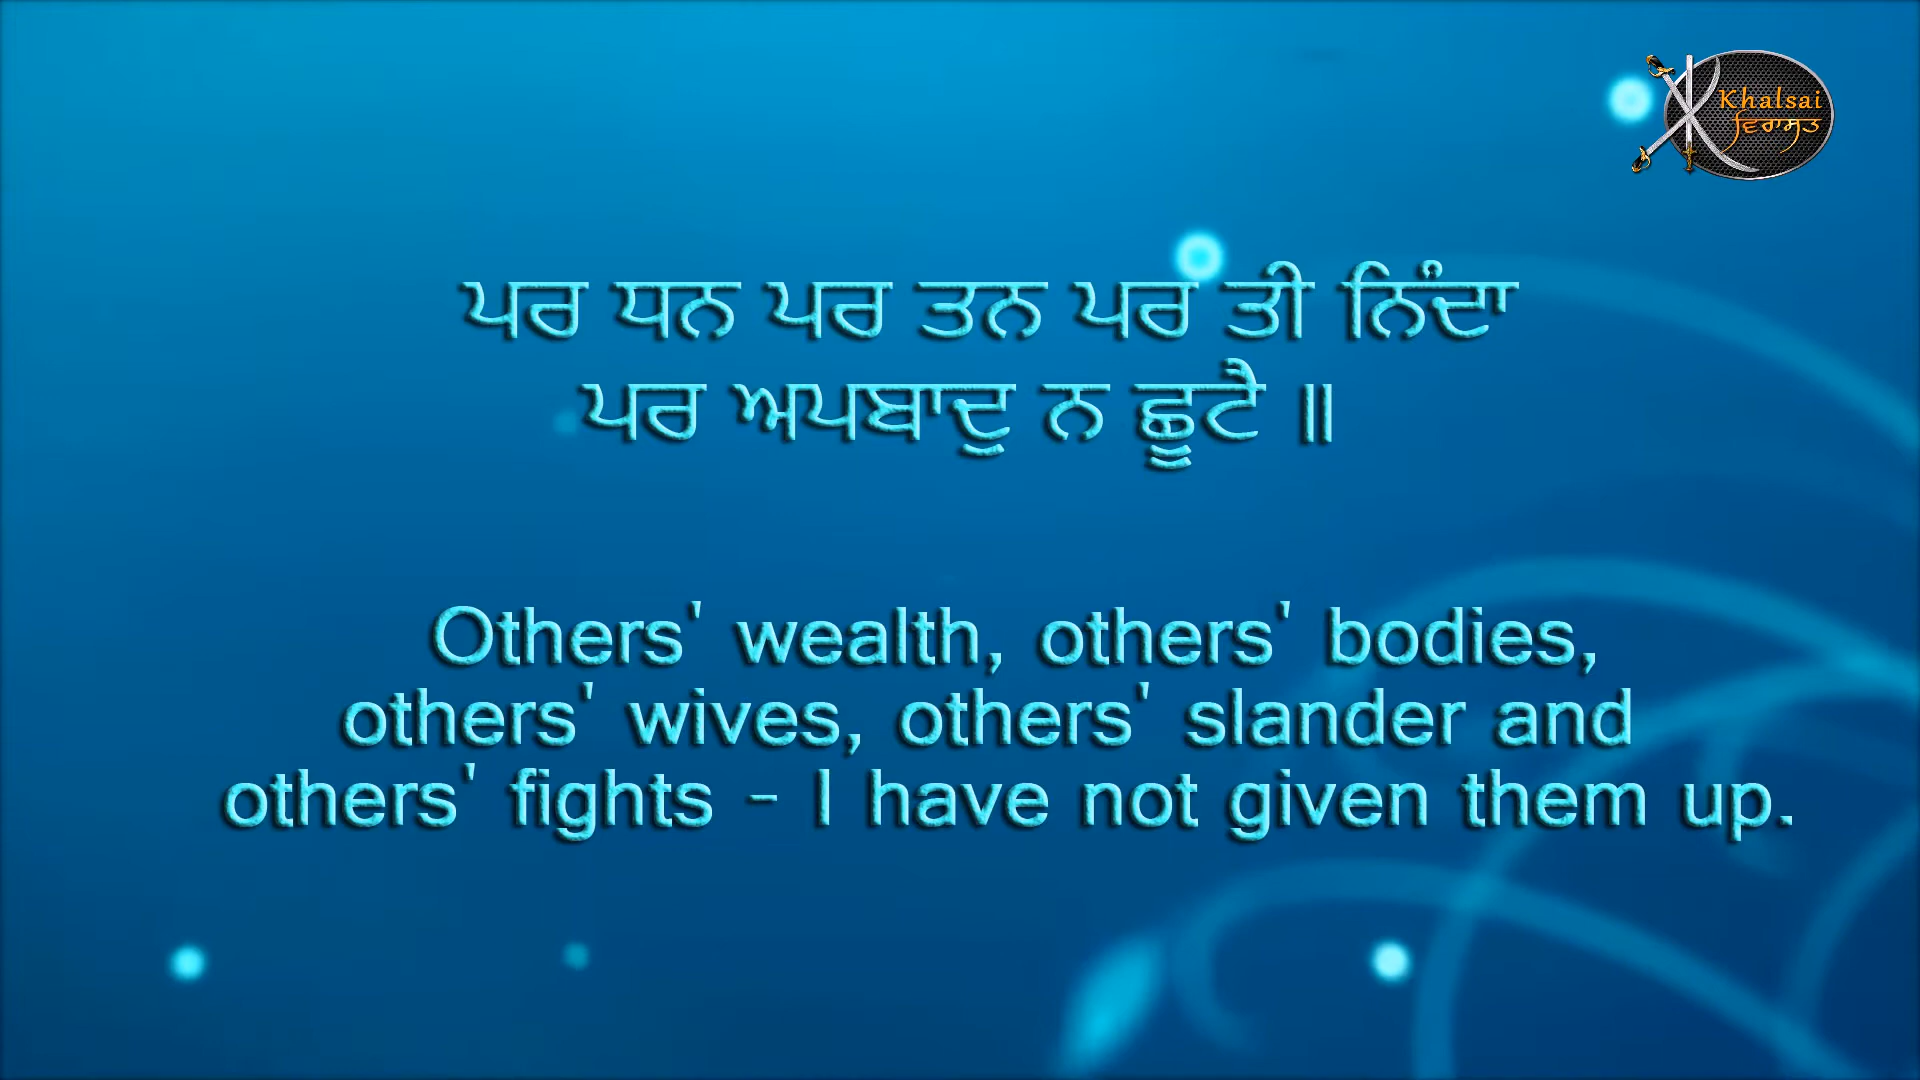 Khalsai
ਵਿਰਾਸਤ
ਪਰ ਧਨ ਪਰ ਤਨ ਪਰ ਤੀ ਨਿੰਦਾ
ਪਰ ਅਪਬਾਦੁ ਨ ਛੂਟੈ ॥
Others' wealth, others' bodies,
others' wives, others' slander and
others' fights - I have not given them up.